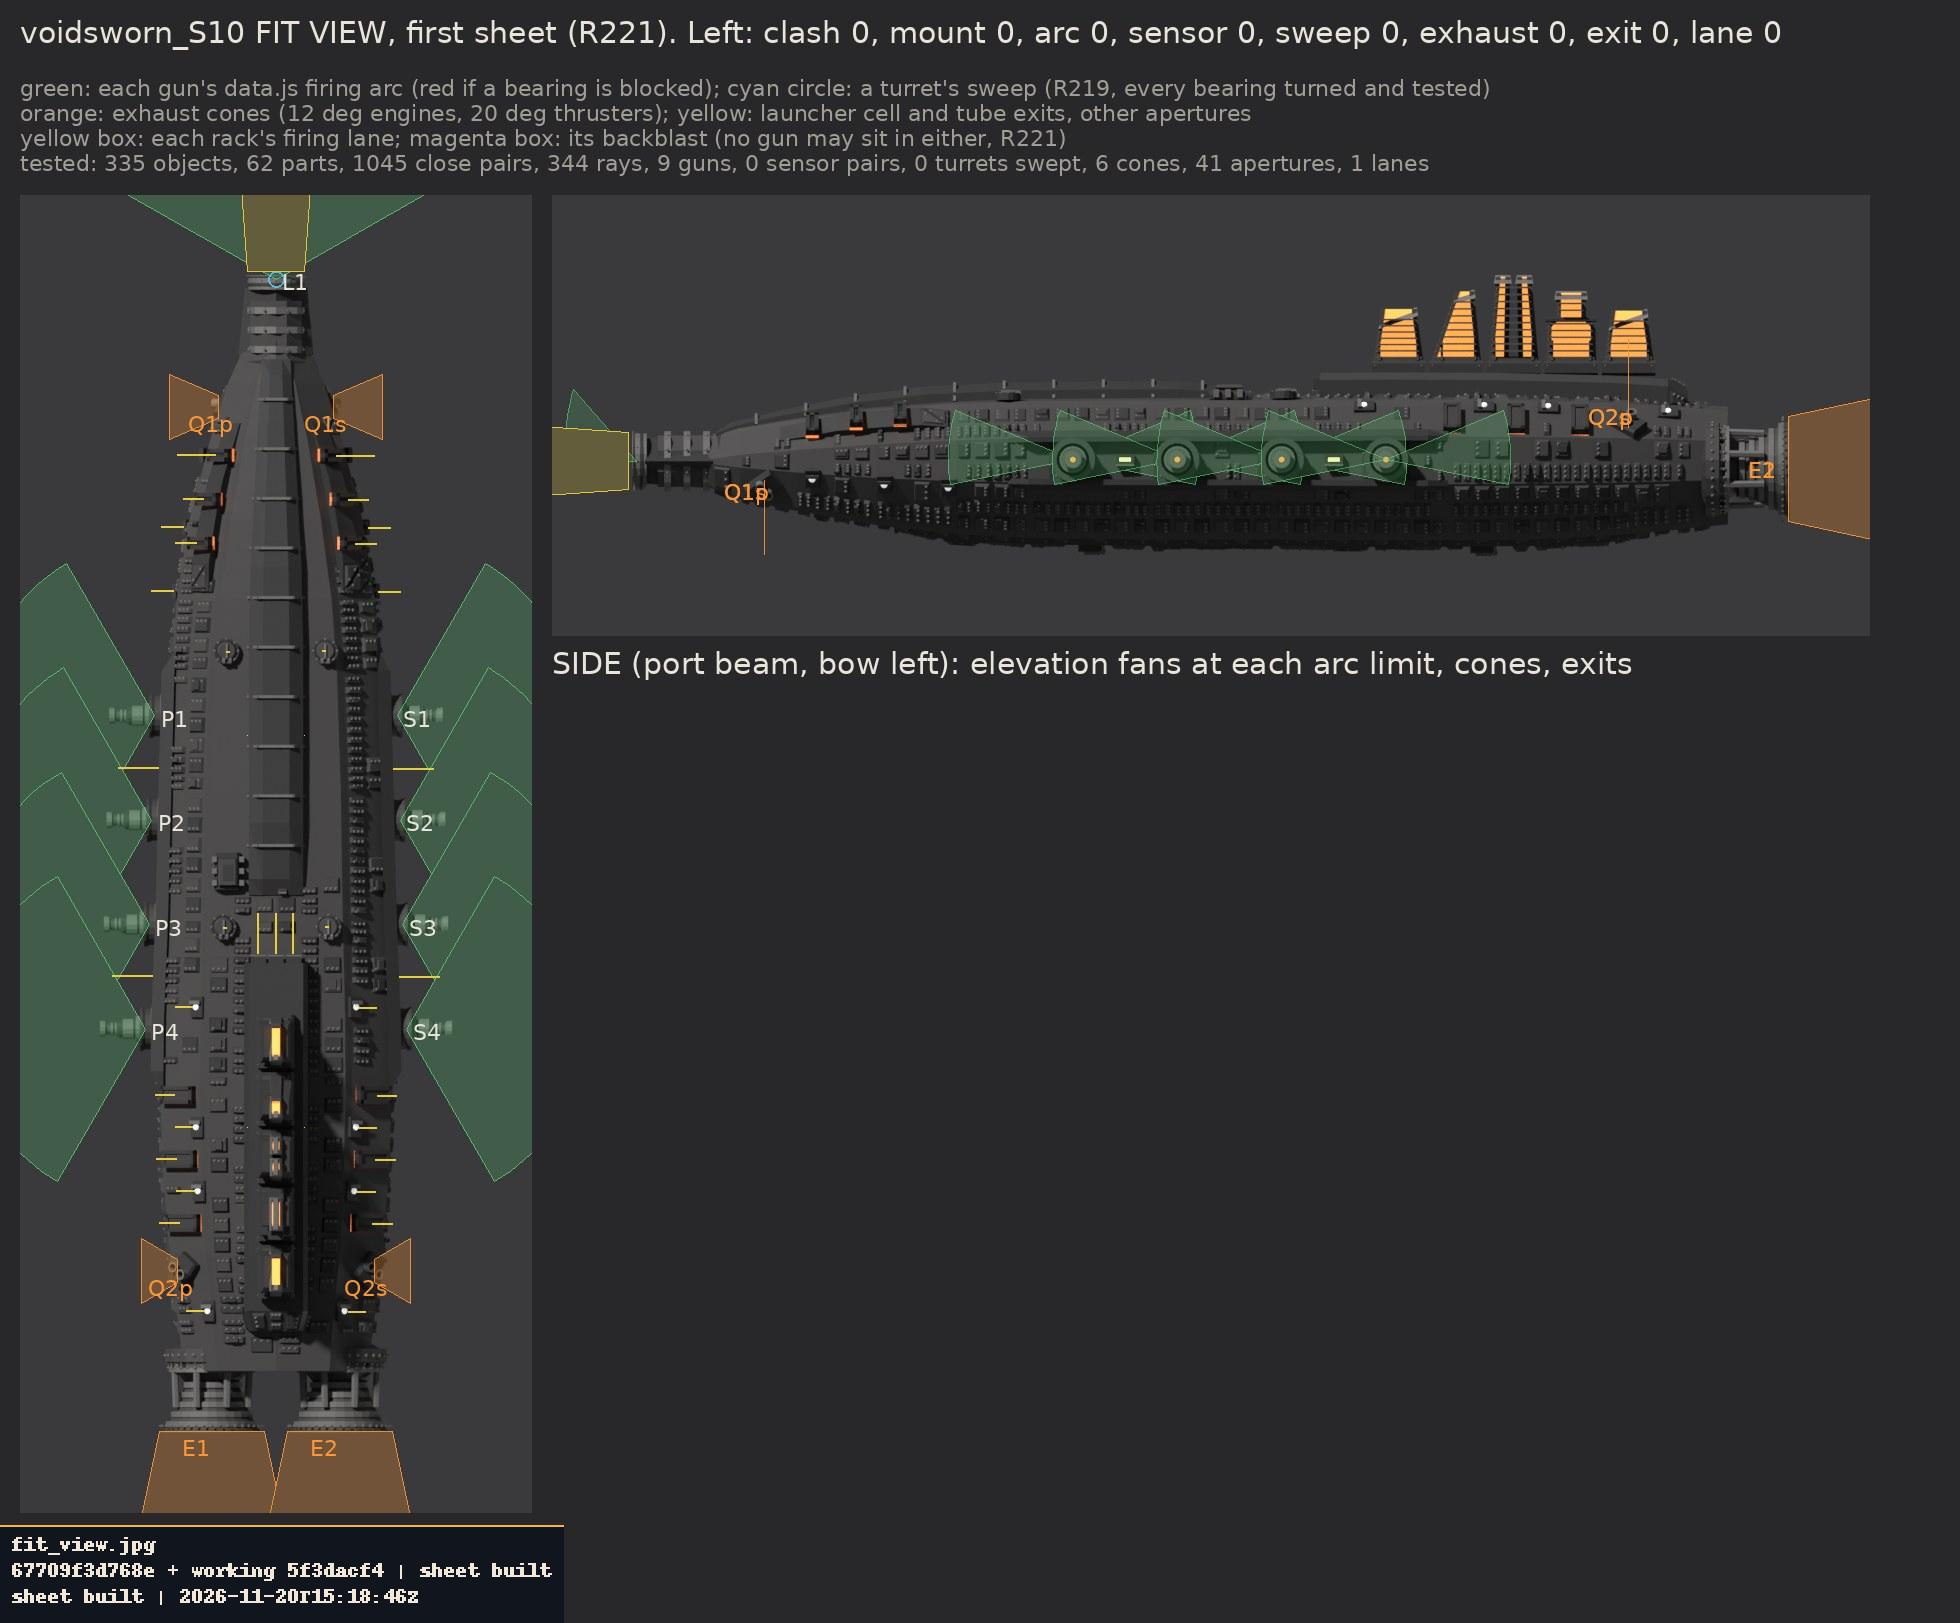 voidsworn_S10 FIT VIEW, first sheet (R221). Left: clash 0, mount 0, arc 0, sensor 0, sweep 0, exhaust 0, exit 0, lane 0
green: each gun's data.js firing arc (red if a bearing is blocked); cyan circle: a turret's sweep (R219, every bearing turned and tested)
orange: exhaust cones (12 deg engines, 20 deg thrusters); yellow: launcher cell and tube exits, other apertures
yellow box: each rack's firing lane; magenta box: its backblast (no gun may sit in either, R221)
tested: 335 objects, 62 parts, 1045 close pairs, 344 rays, 9 guns, 0 sensor pairs, 0 turrets swept, 6 cones, 41 apertures, 1 lanes
L1
Q1p
Q1s
P1
S1
P2
S2
P3
S3
P4
S4
Q2p
Q2s
E1
E2
Q2p
E2
SIDE (port beam, bow left): elevation fans at each arc limit, cones, exits
fit_view.jpg
67709f3d768e + working 5f3dacf4 | sheet built
sheet built | 2026-11-20T15:18:46Z